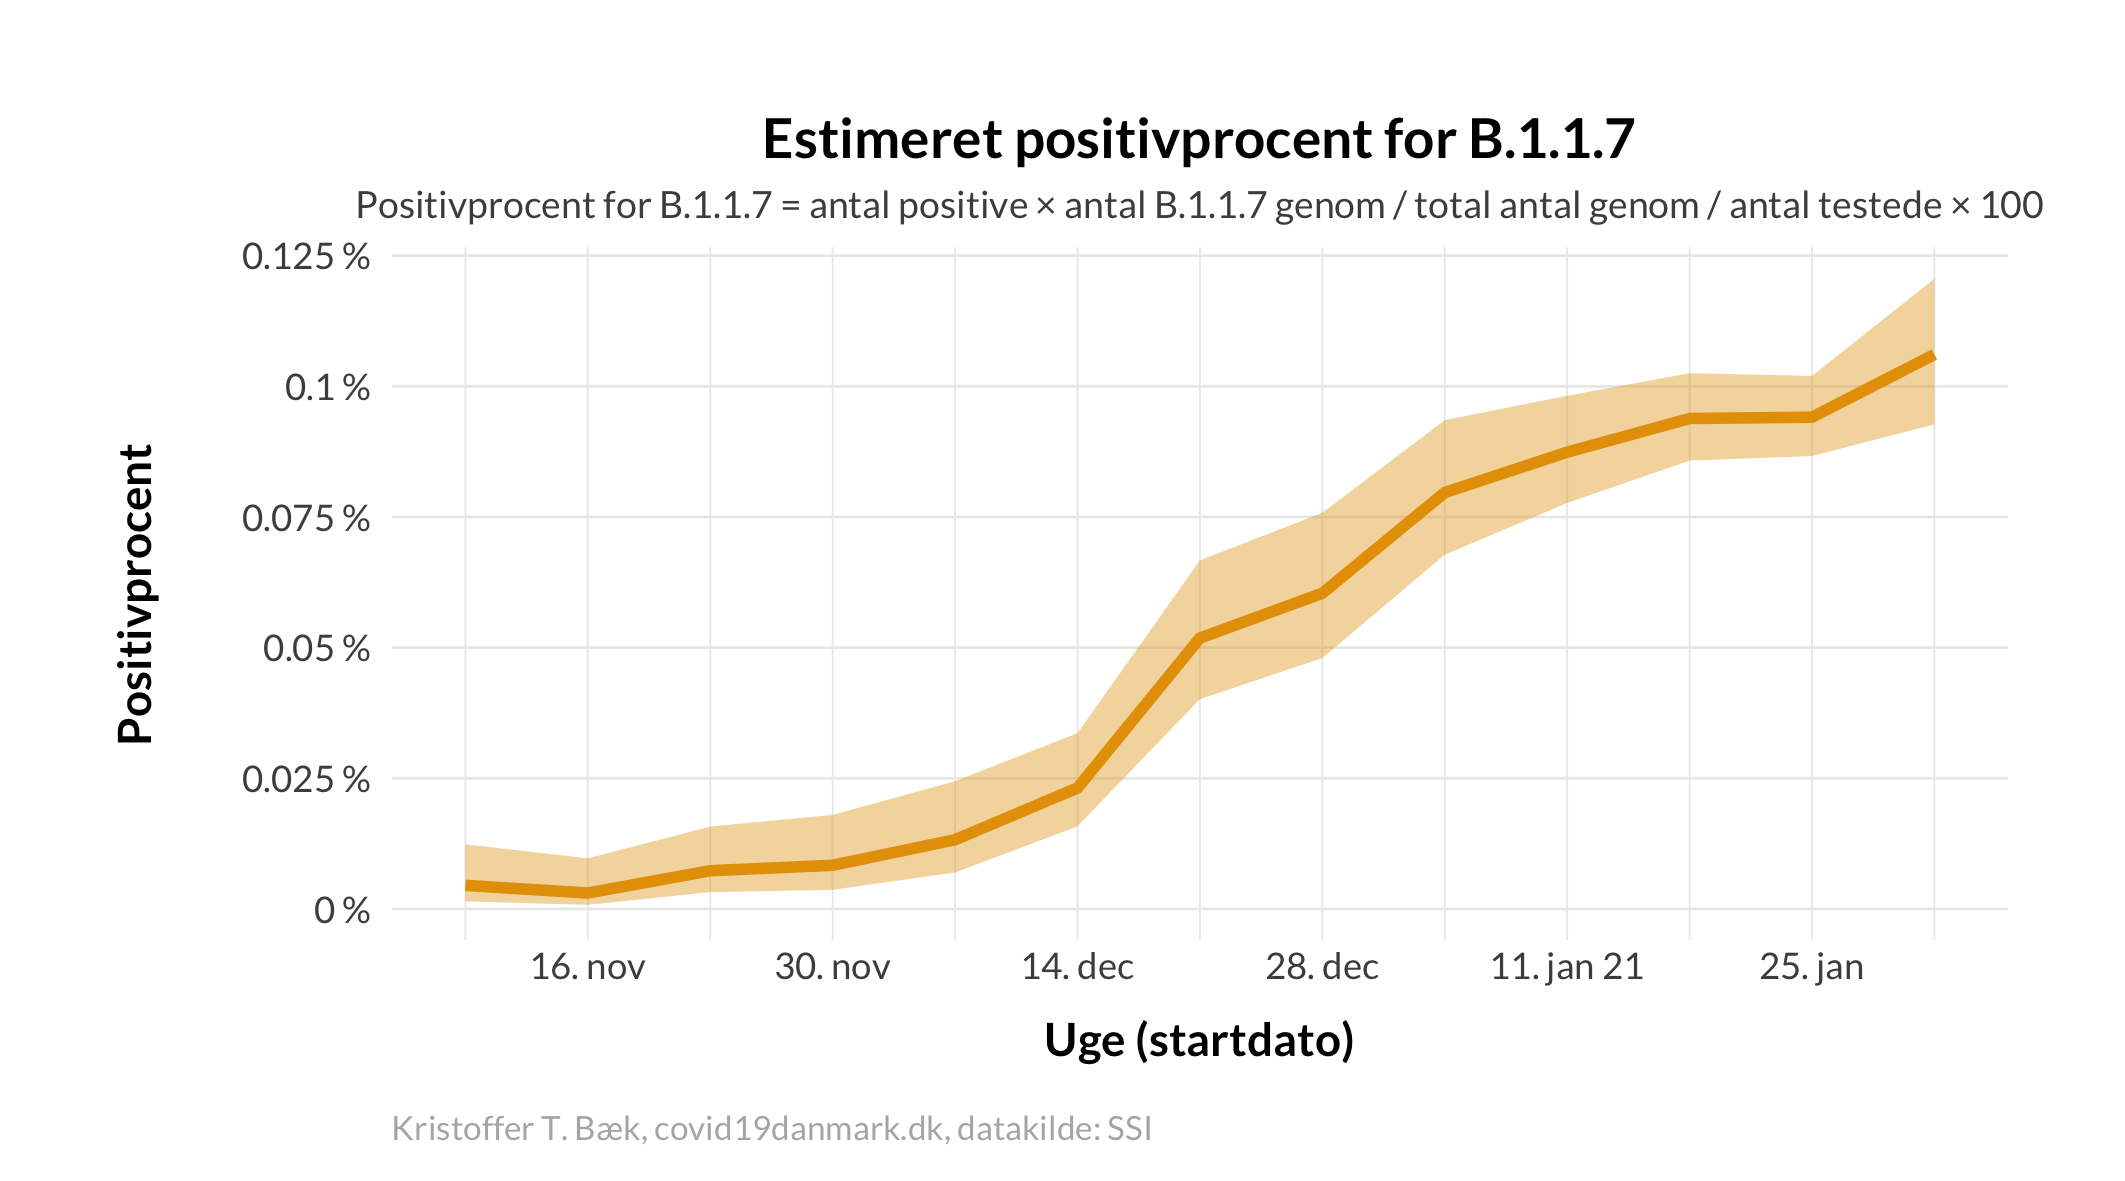 Estimeret positivprocent for B.1.1.7
Positivprocent for B.1.1.7 = antal positive × antal B.1.1.7 genom / total antal genom / antal testede × 100
0.125 %
0.1 %
0.075 %
0.05 %
0.025 %
0 %
Positivprocent
16. nov
30. nov
14. dec
28. dec
11. jan 21
25. jan
Uge (startdato)
Kristoffer T. Bæk, covid19danmark.dk, datakilde: SSI